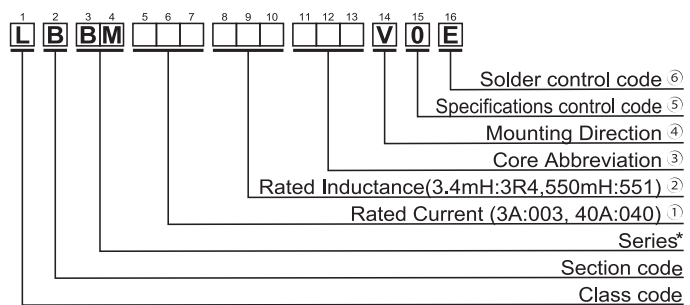 1 2 3 4 5 6 7 8 9 10 11 12 13 14 15 16
L B B M V 0 E
Solder control code ⑥
Specifications control code ⑤
Mounting Direction ④
Core Abbreviation ③
Rated Inductance(3.4mH:3R4,550mH:551) ②
Rated Current (3A:003, 40A:040) ①
Series*
Section code
Class code